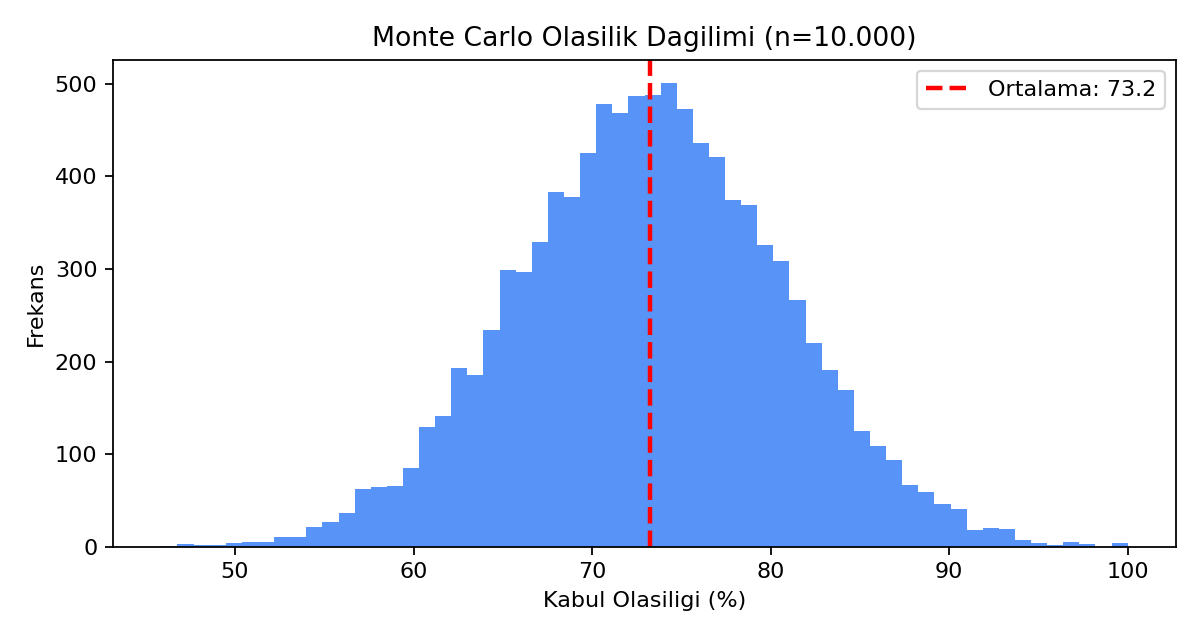 Monte Carlo Olasilik Dagilimi (n=10.000)
Ortalama: 73.2
Frekans
500
400
300
200
100
0
50 60 70 80 90 100
Kabul Olasiligi (%)